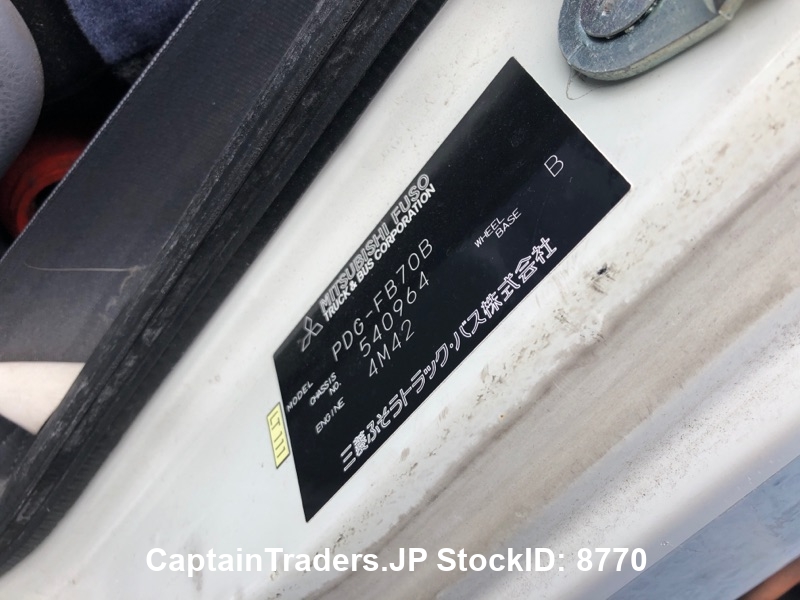 MITSUBISHI FUSO
TRUCK & BUS CORPORATION
MODEL PDG-FB70B
CHASSIS NO. 540964
ENGINE 4M42
WHEEL BASE B
三菱ふそうトラック・バス株式会社
CaptainTraders.JP StockID: 8770